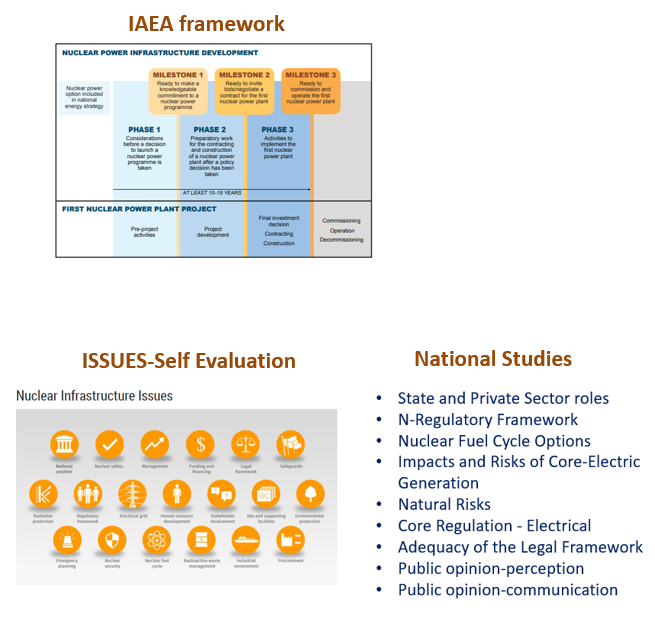 IAEA framework
NUCLEAR POWER INFRASTRUCTURE DEVELOPMENT
Nuclear power
option included
in national
energy strategy
MILESTONE 1
Ready to make a
knowledgeable
commitment to a
nuclear power
programme
MILESTONE 2
Ready to invite
bids/negotiate a
contract for the first
nuclear power plant
MILESTONE 3
Ready to
commission and
operate the first
nuclear power plant
PHASE 1
Considerations
before a decision
to launch a
nuclear power
programme is
taken
PHASE 2
Preparatory work
for the contracting
and construction
of a nuclear power
plant after a policy
decision has been
taken
PHASE 3
Activities to
implement the
first nuclear
power plant
AT LEAST 10–15 YEARS
FIRST NUCLEAR POWER PLANT PROJECT
Pre-project
activities
Project
development
Final investment
decision
Contracting
Construction
Commissioning
Operation
Decommissioning
ISSUES-Self Evaluation
Nuclear Infrastructure Issues
National
position
Nuclear safety
Management
Funding and
financing
Legal
framework
Safeguards
Radiation
protection
Regulatory
framework
Electrical grid
Human resource
development
Stakeholder
involvement
Site and supporting
facilities
Environmental
protection
Emergency
planning
Nuclear
security
Nuclear fuel
cycle
Radioactive waste
management
Industrial
involvement
Procurement
National Studies
• State and Private Sector roles
• N-Regulatory Framework
• Nuclear Fuel Cycle Options
• Impacts and Risks of Core-Electric
Generation
• Natural Risks
• Core Regulation - Electrical
• Adequacy of the Legal Framework
• Public opinion-perception
• Public opinion-communication